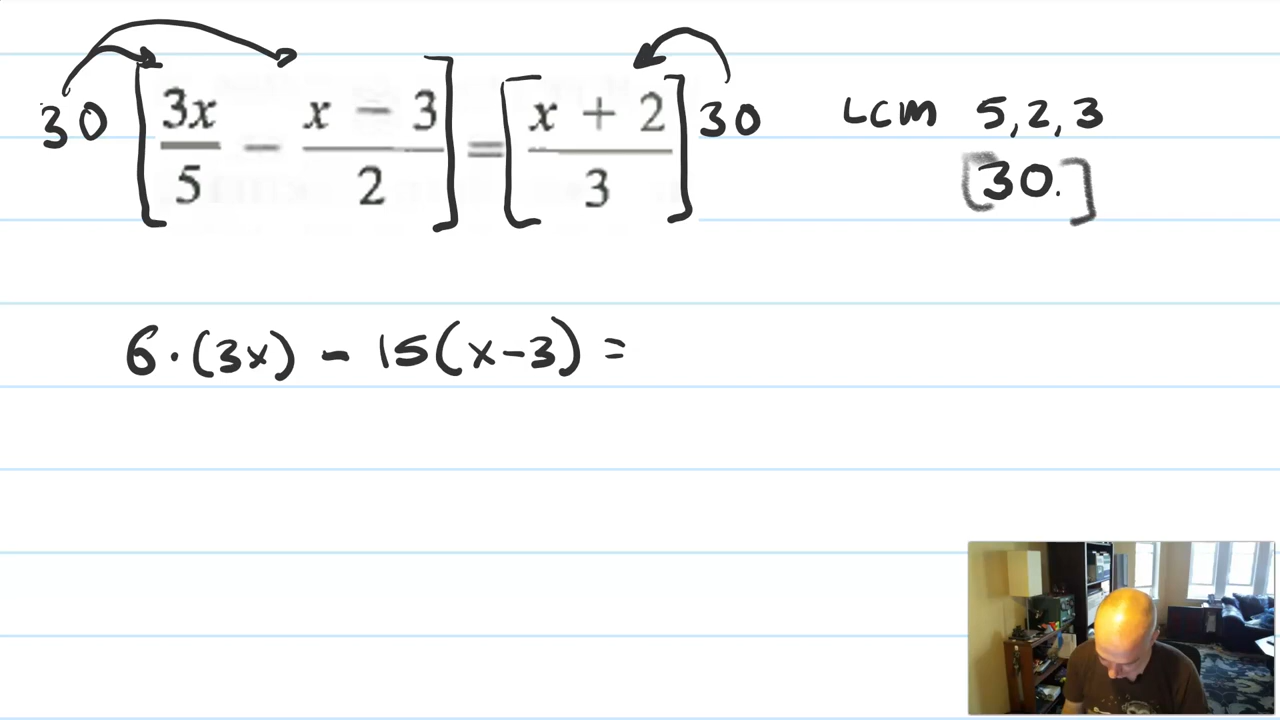 30 [3x/5 − (x − 3)/2] = [(x + 2)/3] 30
LCM 5, 2, 3
[30.]
6·(3x) − 15(x−3) =